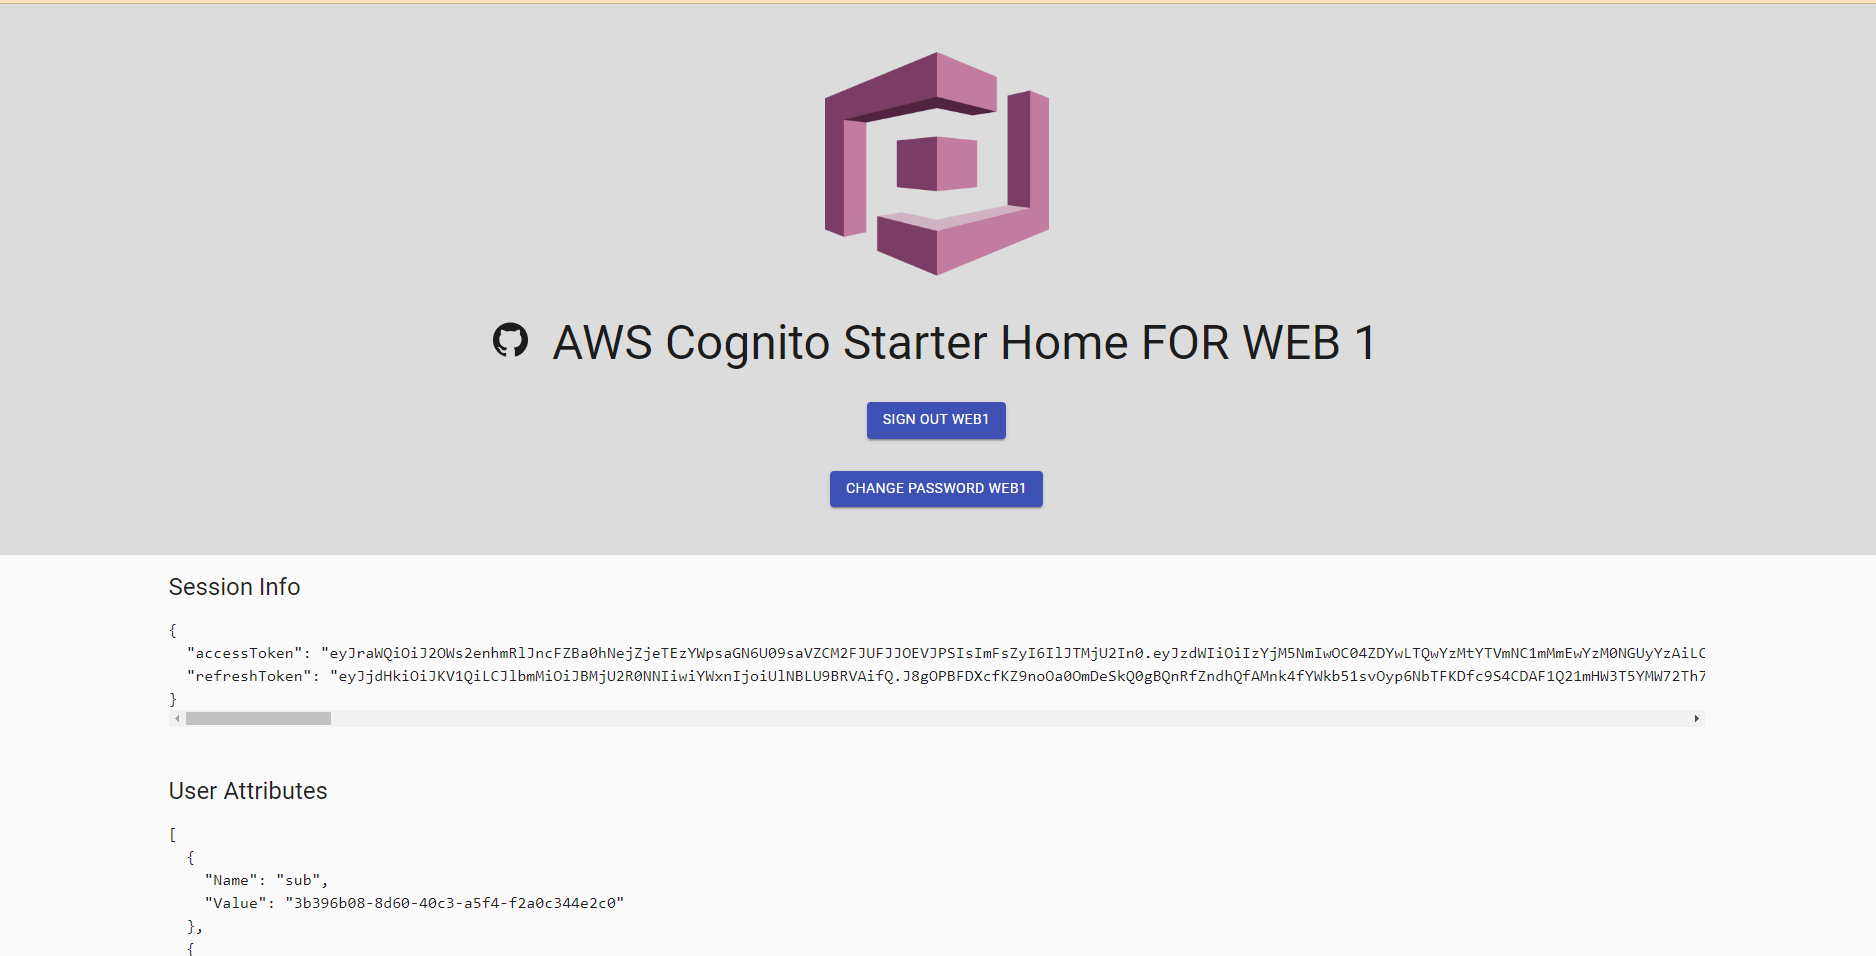 AWS Cognito Starter Home FOR WEB 1
SIGN OUT WEB1
CHANGE PASSWORD WEB1
Session Info
{
"accessToken": "eyJraWQiOiJ2OWs2enhmRlJncFZBa0hNejZjeTEzYWpsaGN6U09saVZCM2FJUFJJOEVJPSIsImFsZyI6IlJTMjU2In0.eyJzdWIiOiIzYjM5NmIwOC04ZDYwLTQwYzMtYTVmNC1mMmEwYzM0NGUyYzAiLC
"refreshToken": "eyJjdHkiOiJKV1QiLCJlbmMiOiJBMjU2R0NNIiwiYWxnIjoiUlNBLU9BRVAifQ.J8gOPBFDXcfKZ9noOa0OmDeSkQ0gBQnRfZndhQfAMnk4fYWkb51svOyp6NbTFKDfc9S4CDAF1Q21mHW3T5YMW72Th7
}
User Attributes
[
{
"Name": "sub",
"Value": "3b396b08-8d60-40c3-a5f4-f2a0c344e2c0"
},
{